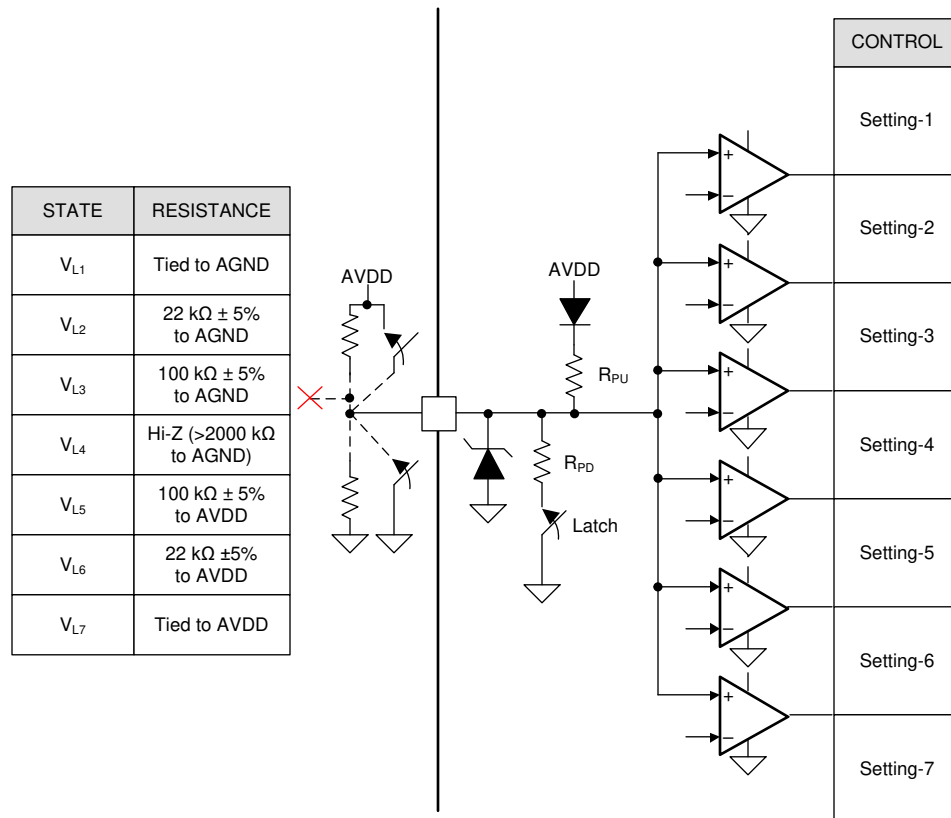 STATE RESISTANCE
V_L1 Tied to AGND
V_L2 22 kΩ ± 5%
to AGND
V_L3 100 kΩ ± 5%
to AGND
V_L4 Hi-Z (>2000 kΩ
to AGND)
V_L5 100 kΩ ± 5%
to AVDD
V_L6 22 kΩ ±5%
to AVDD
V_L7 Tied to AVDD
AVDD
AVDD
R_PU
R_PD
Latch
+
−
+
−
+
−
+
−
+
−
+
−
CONTROL
Setting-1
Setting-2
Setting-3
Setting-4
Setting-5
Setting-6
Setting-7